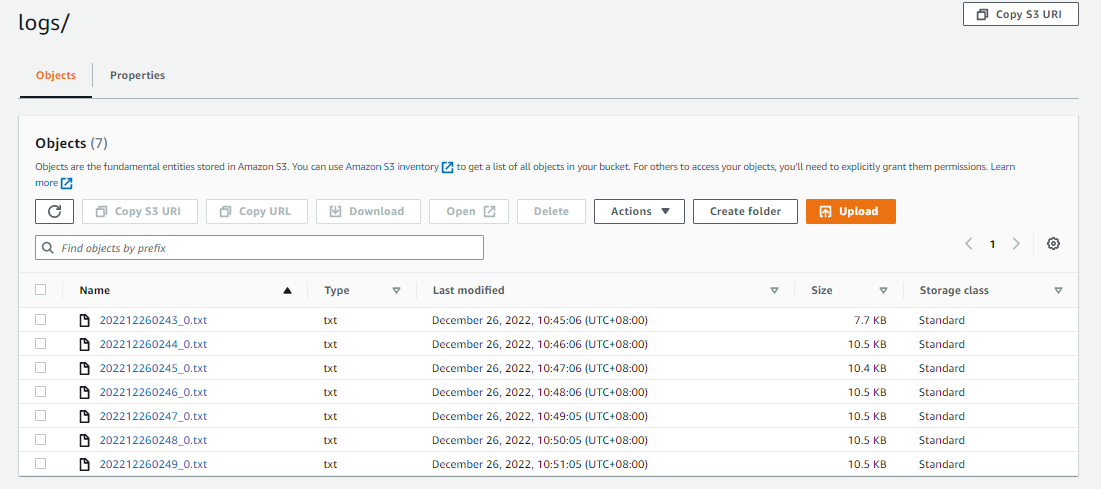 logs/
Copy S3 URI
Objects
Properties
Objects (7)
Objects are the fundamental entities stored in Amazon S3. You can use Amazon S3 inventory to get a list of all objects in your bucket. For others to access your objects, you'll need to explicitly grant them permissions. Learn
more
Copy S3 URI Copy URL Download Open Delete Actions Create folder Upload
Find objects by prefix
1
Name Type Last modified Size Storage class
202212260243_0.txt txt December 26, 2022, 10:45:06 (UTC+08:00) 7.7 KB Standard
202212260244_0.txt txt December 26, 2022, 10:46:06 (UTC+08:00) 10.5 KB Standard
202212260245_0.txt txt December 26, 2022, 10:47:06 (UTC+08:00) 10.4 KB Standard
202212260246_0.txt txt December 26, 2022, 10:48:06 (UTC+08:00) 10.5 KB Standard
202212260247_0.txt txt December 26, 2022, 10:49:05 (UTC+08:00) 10.5 KB Standard
202212260248_0.txt txt December 26, 2022, 10:50:05 (UTC+08:00) 10.5 KB Standard
202212260249_0.txt txt December 26, 2022, 10:51:05 (UTC+08:00) 10.5 KB Standard